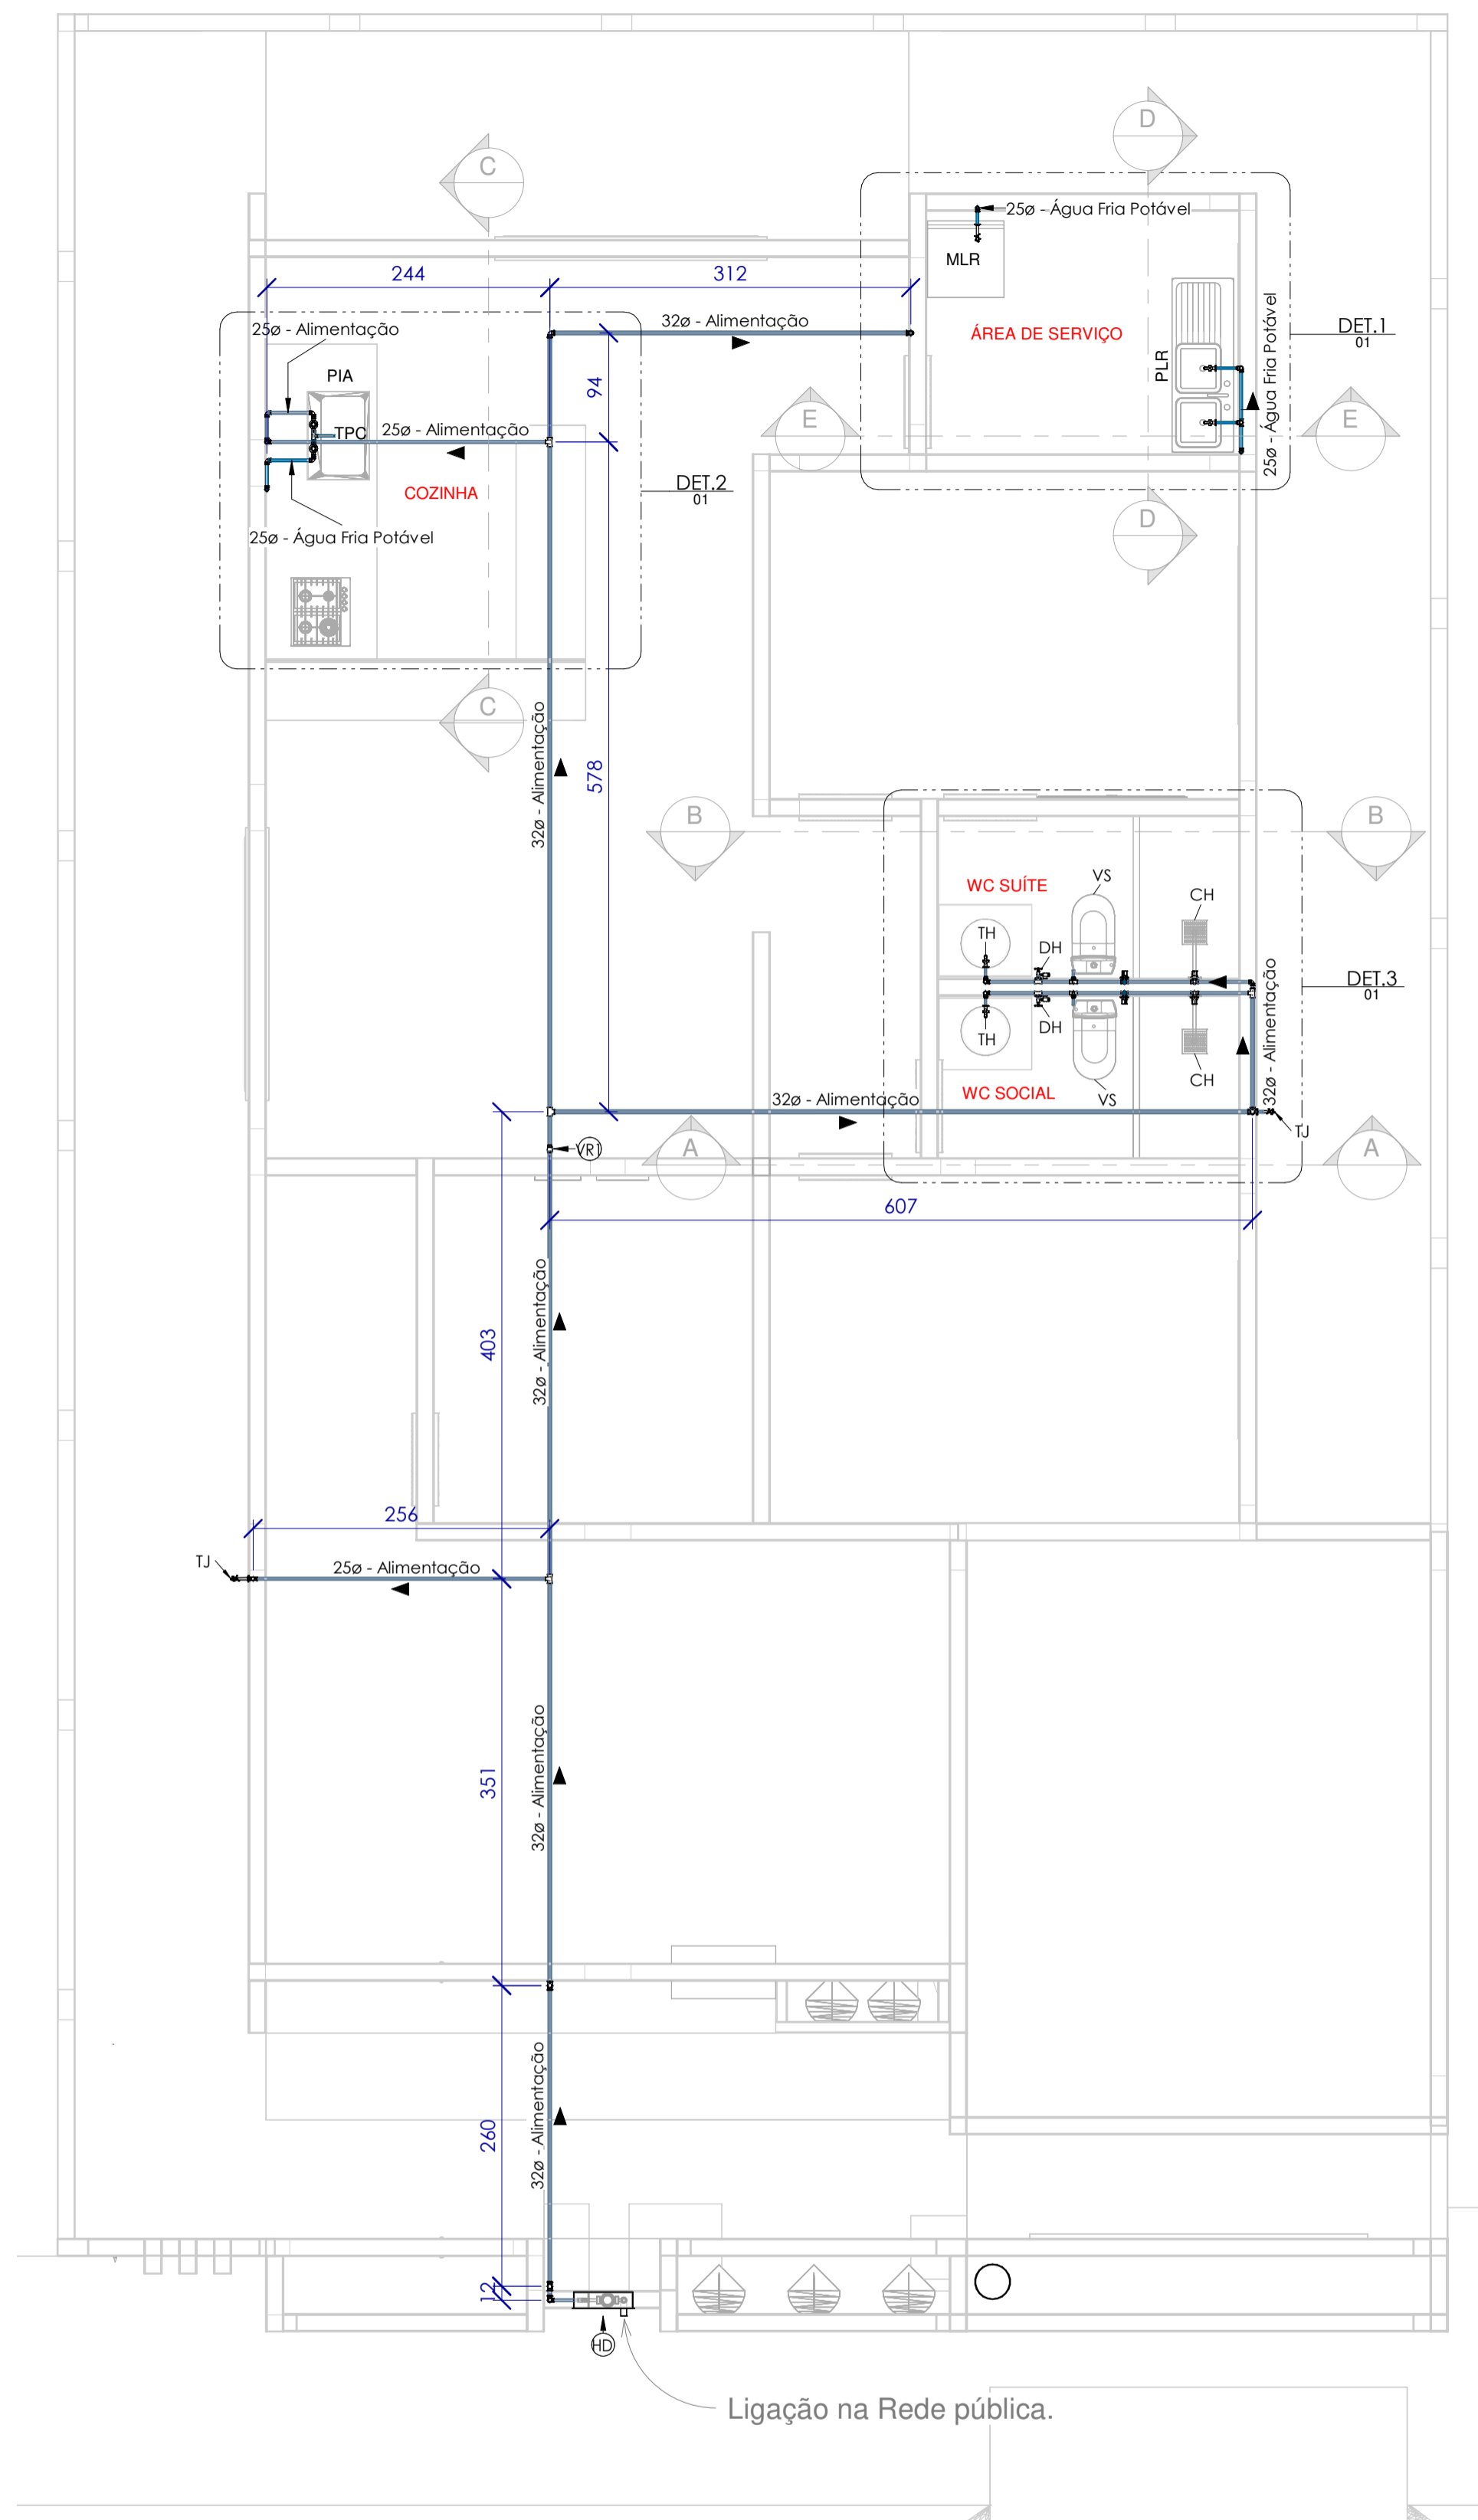 D
C
25ø - Água Fria Potável
MLR
244
312
25ø - Alimentação
32ø - Alimentação
ÁREA DE SERVIÇO
DET.1
01
PIA
PLR
25ø - Água Fria Potável
94
TPC
25ø - Alimentação
E
E
COZINHA
DET.2
01
D
25ø - Água Fria Potável
C
32ø - Alimentação
578
B
B
WC SUÍTE
VS
CH
TH
DH
32ø - Alimentação
DET.3
01
DH
TH
CH
WC SOCIAL
VS
32ø - Alimentação
TJ
VR1
A
A
607
32ø - Alimentação
403
256
TJ
25ø - Alimentação
32ø - Alimentação
351
32ø - Alimentação
260
12
HD
Ligação na Rede pública.